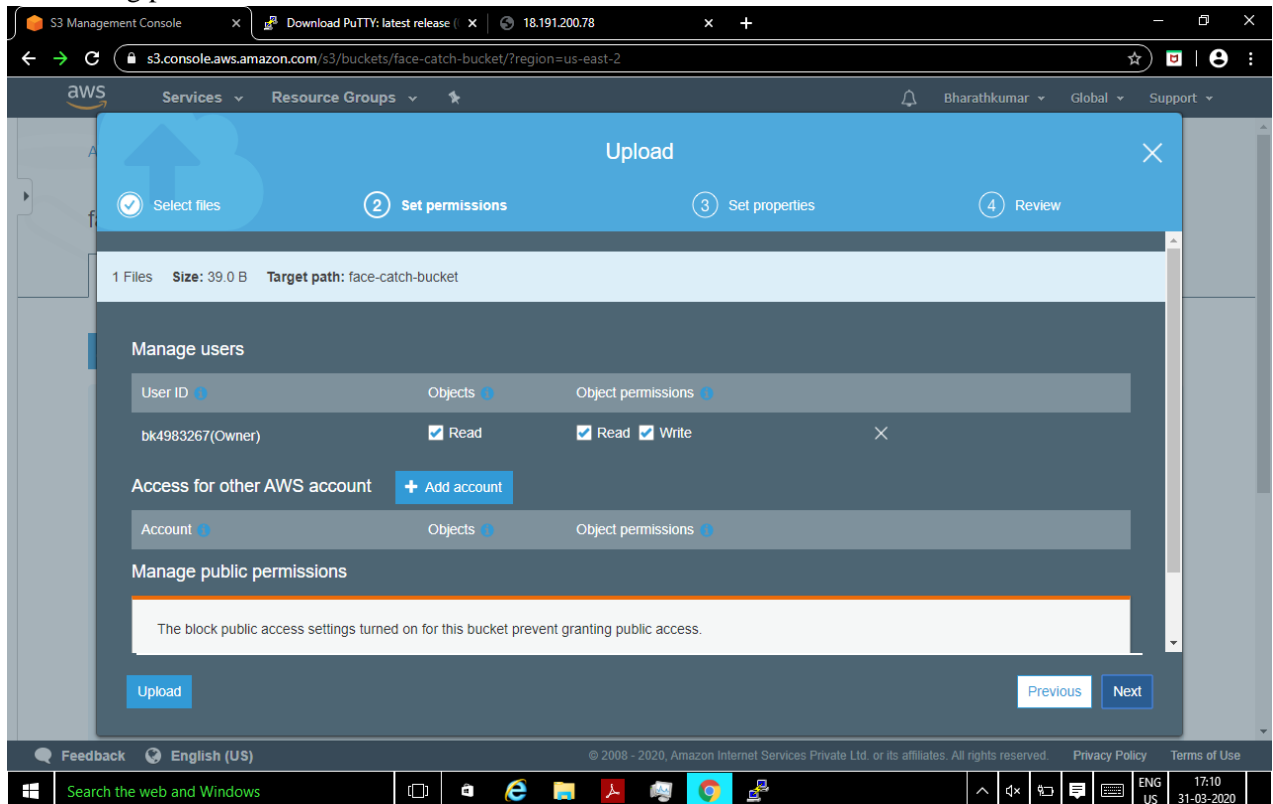 S3 Management Console
Download PuTTY: latest release (
18.191.200.78
s3.console.aws.amazon.com/s3/buckets/face-catch-bucket/?region=us-east-2
aws Services Resource Groups Bharathkumar Global Support
A
Upload
Select files 2 Set permissions 3 Set properties 4 Review
fa
1 Files Size: 39.0 B Target path: face-catch-bucket
Manage users
User ID Objects Object permissions
bk4983267(Owner) Read Read Write
Access for other AWS account + Add account
Account Objects Object permissions
Manage public permissions
The block public access settings turned on for this bucket prevent granting public access.
Upload Previous Next
Feedback English (US) © 2008 - 2020, Amazon Internet Services Private Ltd. or its affiliates. All rights reserved. Privacy Policy Terms of Use
Search the web and Windows ENG 17:10
US 31-03-2020